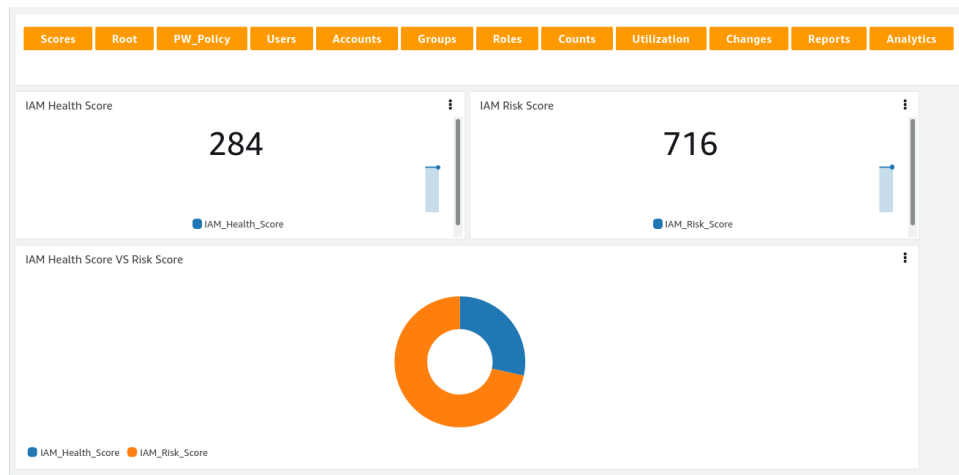 Scores Root PW_Policy Users Accounts Groups Roles Counts Utilization Changes Reports Analytics
IAM Health Score
284
IAM_Health_Score
IAM Risk Score
716
IAM_Risk_Score
IAM Health Score VS Risk Score
IAM_Health_Score IAM_Risk_Score